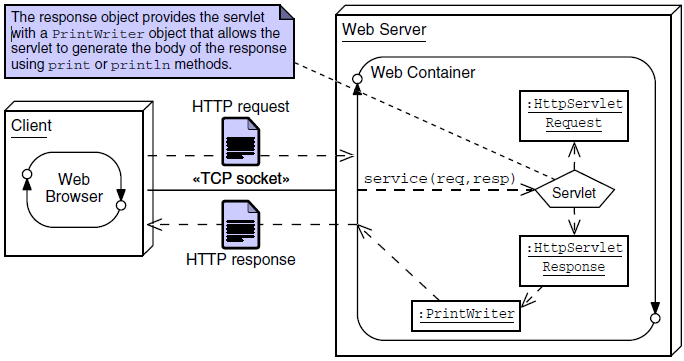 The response object provides the servlet
with a PrintWriter object that allows the
servlet to generate the body of the response
using print or println methods.
Web Server
Web Container
Client
HTTP request
:HttpServlet
Request
Web
Browser
«TCP socket»
service(req,resp)
Servlet
HTTP response
:HttpServlet
Response
:PrintWriter